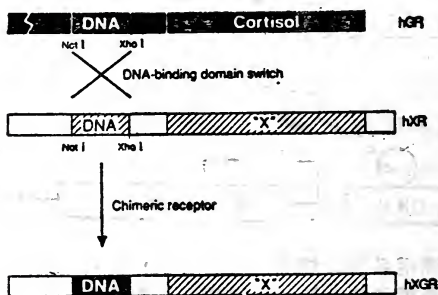 DNA Cortisol hGR
Not I Xho I
DNA-binding domain switch
DNA "X" hXR
Not I Xho I
Chimeric receptor
DNA "X" hXGR